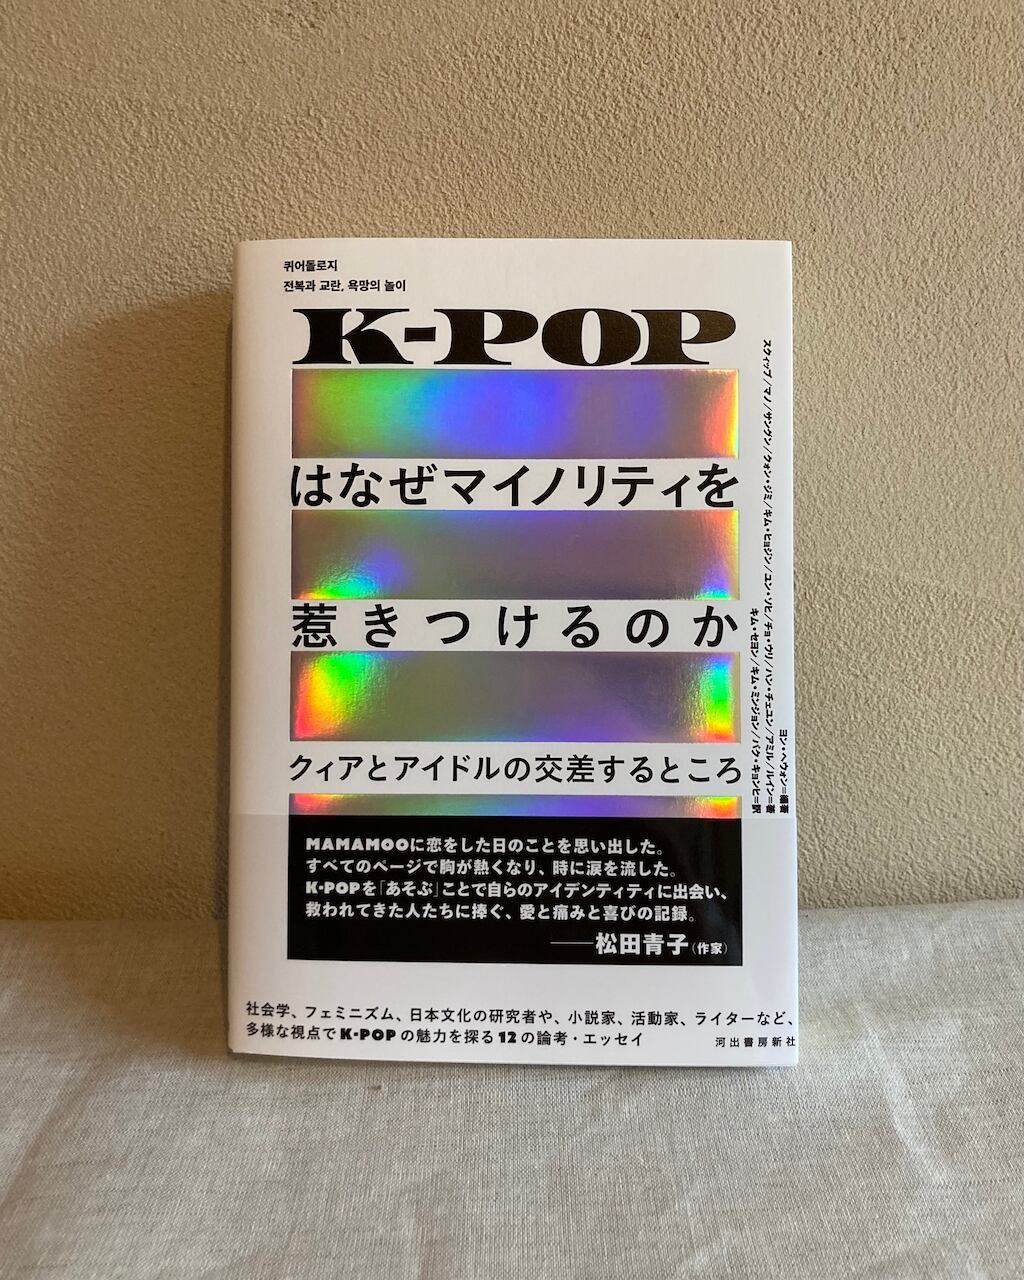 퀴어돌로지
전복과 교란, 욕망의 놀이
K-POP
はなぜマイノリティを
惹きつけるのか
クィアとアイドルの交差するところ
ヨン・ヘウォン=編著
スクィップ/マノ/サンヴン/クォン・ジミ/キム・ヒョジン/ユン・ソヒ/チョ・ウリ/ハン・チェユン/アミル/ルイン=著
キム・セヨン/キム・ミンジョン/パク・キョンヒ=訳
MAMAMOOに恋をした日のことを思い出した。
すべてのページで胸が熱くなり、時に涙を流した。
K-POPを「あそぶ」ことで自らのアイデンティティに出会い、
救われてきた人たちに捧ぐ、愛と痛みと喜びの記録。
――松田青子(作家)
社会学、フェミニズム、日本文化の研究者や、小説家、活動家、ライターなど、
多様な視点でK-POPの魅力を探る12の論考・エッセイ
河出書房新社